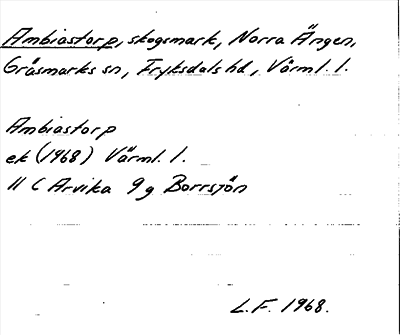 Ambiastorp, skogsmark, Norra Ängen,
Gräsmarks sn, Fryksdals hd, Värml. l.
Ambiastorp
ek (1968) Värml. l.
11 C Arvika 9 g Borrsjön
L.F. 1968.